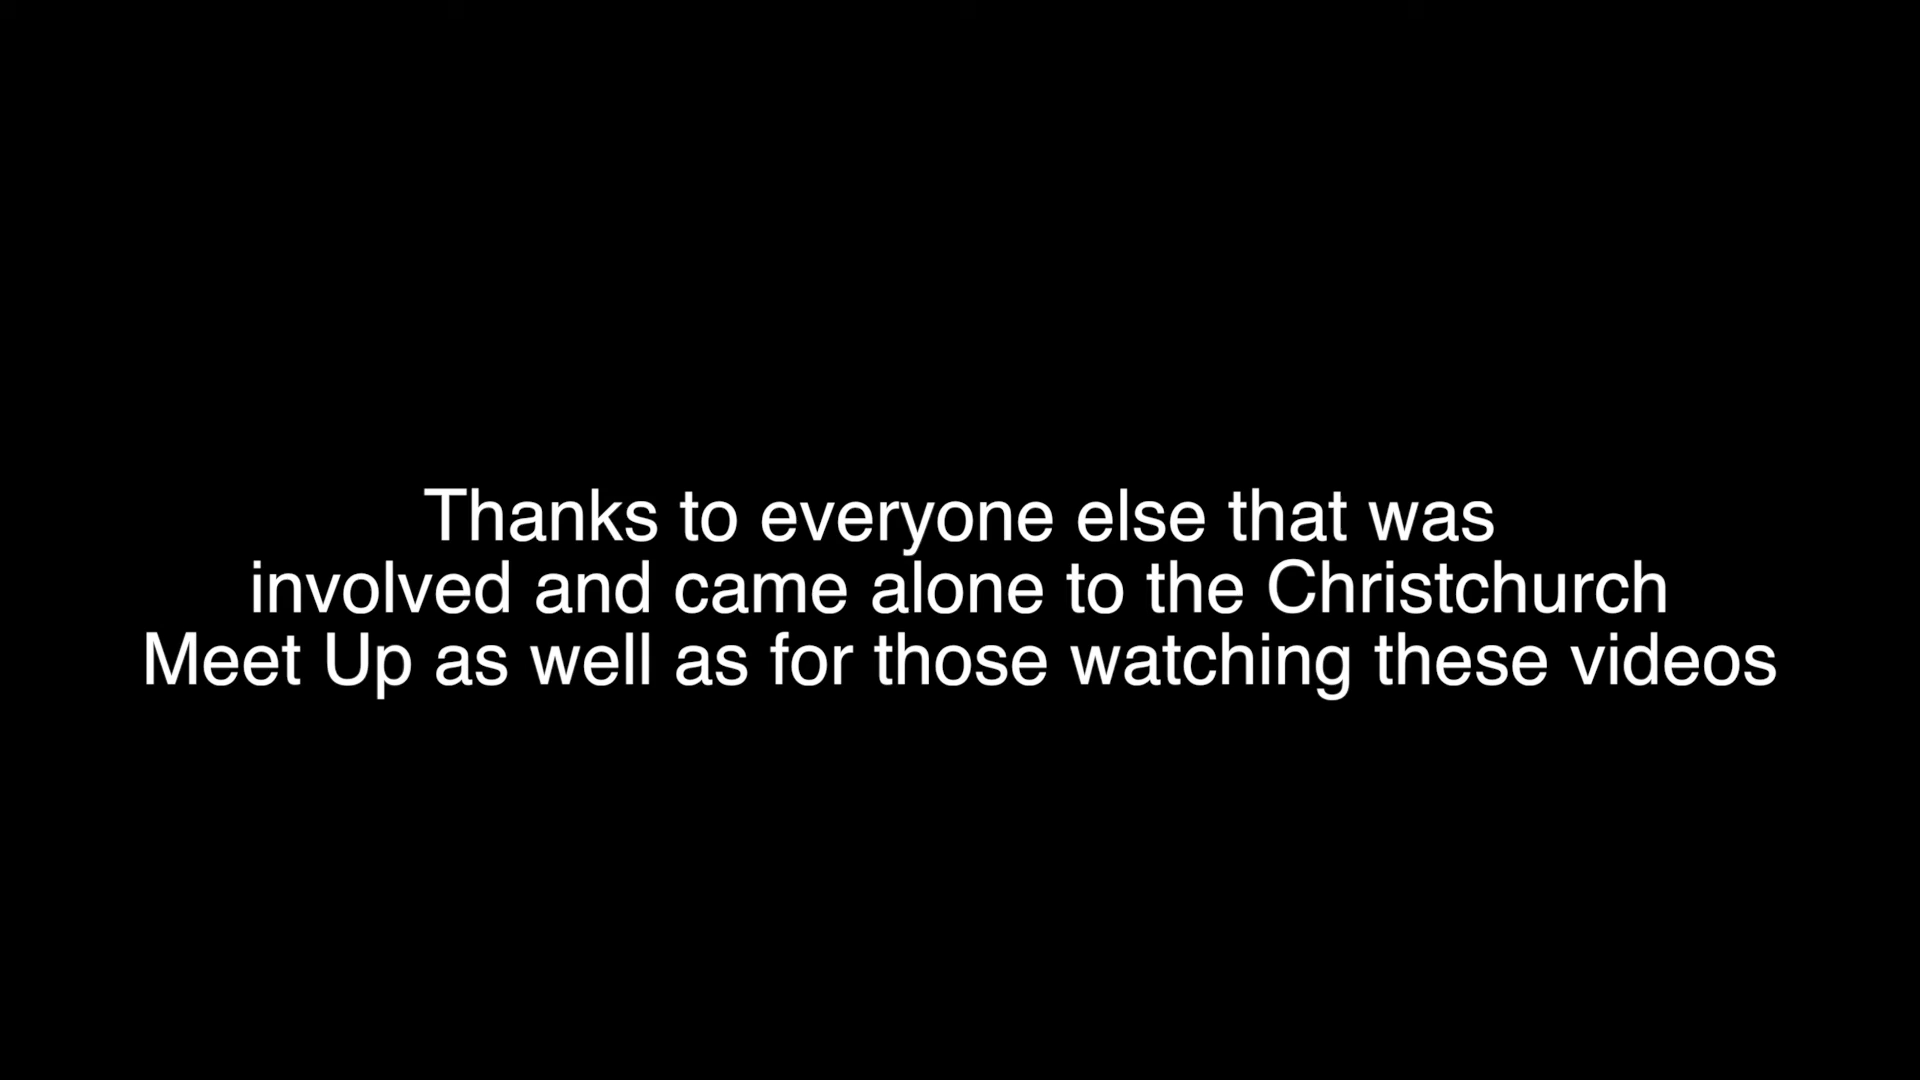 Thanks to everyone else that was
involved and came alone to the Christchurch
Meet Up as well as for those watching these videos